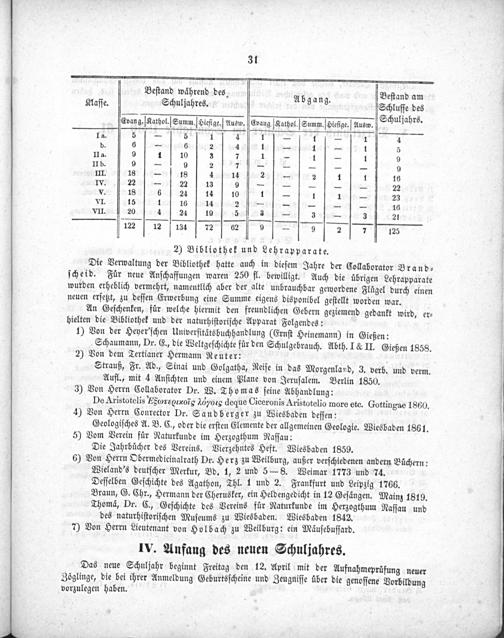 31
Klasse. Bestand während des Schuljahres. Abgang. Bestand am Schlusse des Schuljahrs.
Evang. Kathol. Summ. Hiesige. Ausw. Evang Kathol. Summ. Hiesige. Ausw.
I a. 5 — 5 1 4 1 — 1 — 1 4
b. 6 — 6 2 4 1 — 1 — 1 5
II a. 9 1 10 3 7 1 — 1 — 1 9
II b. 9 — 9 2 7 — — — — — 9
III. 18 — 18 4 14 2 — 2 1 1 16
IV. 22 — 22 13 9 — — — — — 22
V. 18 6 24 14 10 1 — 1 1 — 23
VI. 15 1 16 14 2 — — — — — 16
VII. 20 4 24 19 5 3 — 3 — 3 21
122 12 134 72 62 9 — 9 2 7 125
2) Bibliothek und Lehrapparate.
Die Verwaltung der Bibliothek hatte auch in diesem Jahre der Collaborator Brand-
scheid. Für neue Anschaffungen waren 250 fl. bewilligt. Auch die übrigen Lehrapparate
wurden erheblich vermehrt, namentlich aber der alte unbrauchbar gewordene Flügel durch einen
neuen ersetzt, zu dessen Erwerbung eine Summe eigens disponibel gestellt worden war.
An Geschenken, für welche hiermit den freundlichen Gebern geziemend gedankt wird, er-
hielten die Bibliothek und der naturhistorische Apparat Folgendes:
1) Von der Heyer'schen Universitätsbuchhandlung (Ernst Heinemann) in Gießen:
Schaumann, Dr. E., die Weltgeschichte für den Schulgebrauch. Abth. I & II. Gießen 1858.
2) Von dem Tertianer Hermann Reuter:
Strauß, Fr. Ad., Sinai und Golgatha, Reise in das Morgenland, 3. verb. und verm.
Aufl., mit 4 Ansichten und einem Plane von Jerusalem. Berlin 1850.
3) Von Herrn Collaborator Dr. W. Thomas seine Abhandlung:
De Aristotelis Ἐξωτερικοῖς λόγοις deque Ciceronis Aristotelio more etc. Gottingae 1860.
4) Von Herrn Conrector Dr. Sandberger zu Wiesbaden dessen:
Geologisches A. B. C., oder die ersten Elemente der allgemeinen Geologie. Wiesbaden 1861.
5) Vom Verein für Naturkunde im Herzogthum Nassau:
Die Jahrbücher des Vereins. Vierzehntes Heft. Wiesbaden 1859.
6) Von Herrn Obermedicinalrath Dr. Herz zu Weilburg, außer verschiedenen andern Büchern:
Wieland's deutscher Merkur, Bd. 1, 2 und 5—8. Weimar 1773 und 74.
Desselben Geschichte des Agathon, Thl. 1 und 2. Frankfurt und Leipzig 1766.
Braun, G. Chr., Hermann der Cherusker, ein Heldengedicht in 12 Gesängen. Mainz 1819.
Thomä, Dr. C., Geschichte des Vereins für Naturkunde im Herzogthum Nassau und
des naturhistorischen Museums zu Wiesbaden. Wiesbaden 1842.
7) Von Herrn Lieutenant von Holbach zu Weilburg: ein Mäusebussard.
IV. Anfang des neuen Schuljahres.
Das neue Schuljahr beginnt Freitag den 12. April mit der Aufnahmeprüfung neuer
Zöglinge, die bei ihrer Anmeldung Geburtsscheine und Zeugnisse über die genossene Vorbildung
vorzulegen haben.